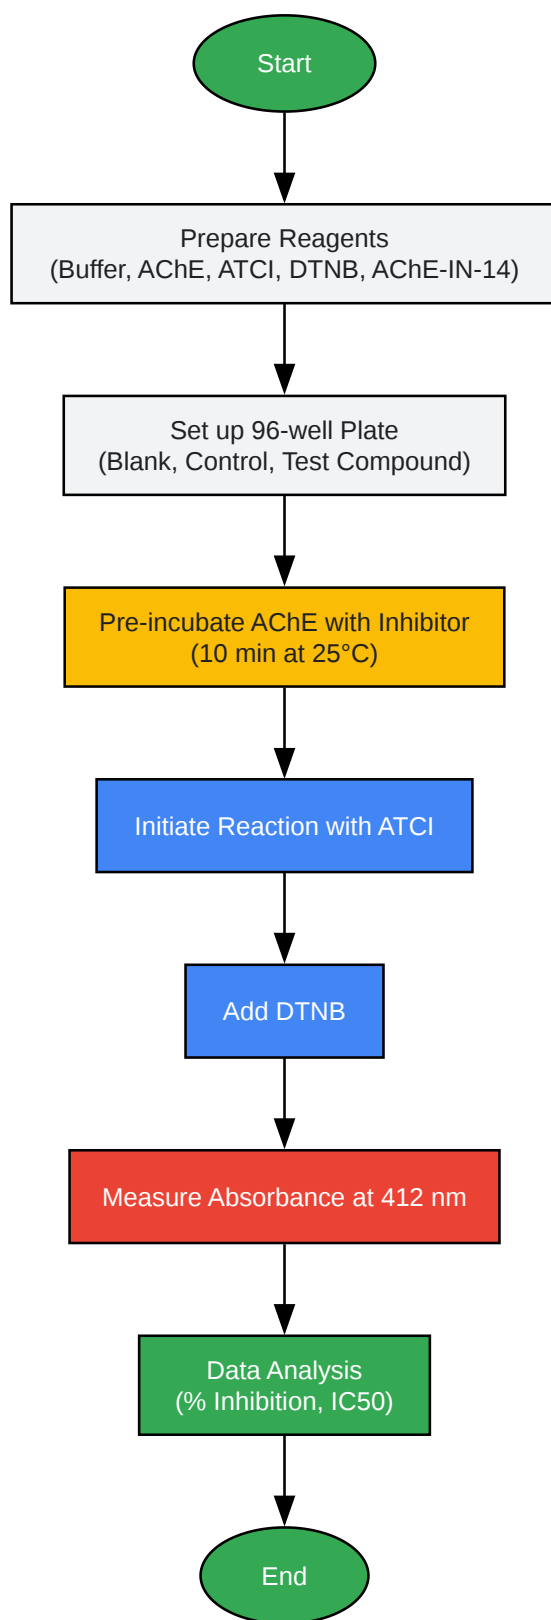 Start
Prepare Reagents
(Buffer, AChE, ATCI, DTNB, AChE-IN-14)
Set up 96-well Plate
(Blank, Control, Test Compound)
Pre-incubate AChE with Inhibitor
(10 min at 25°C)
Initiate Reaction with ATCI
Add DTNB
Measure Absorbance at 412 nm
Data Analysis
(% Inhibition, IC50)
End